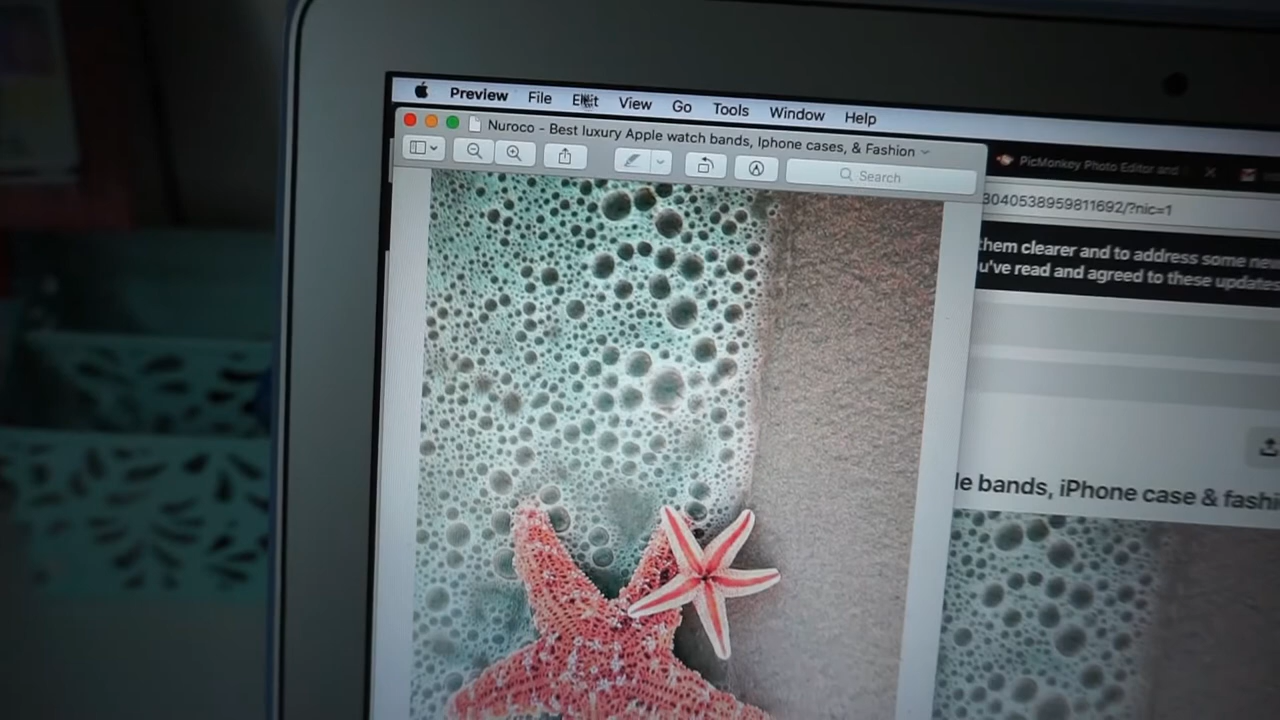 Preview File Edit View Go Tools Window Help
Nuroco - Best luxury Apple watch bands, Iphone cases, & Fashion
Search
PicMonkey Photo Editor and
3040538959811692/?nic=1
them clearer and to address some new
u've read and agreed to these updates
le bands, iPhone case & fashi